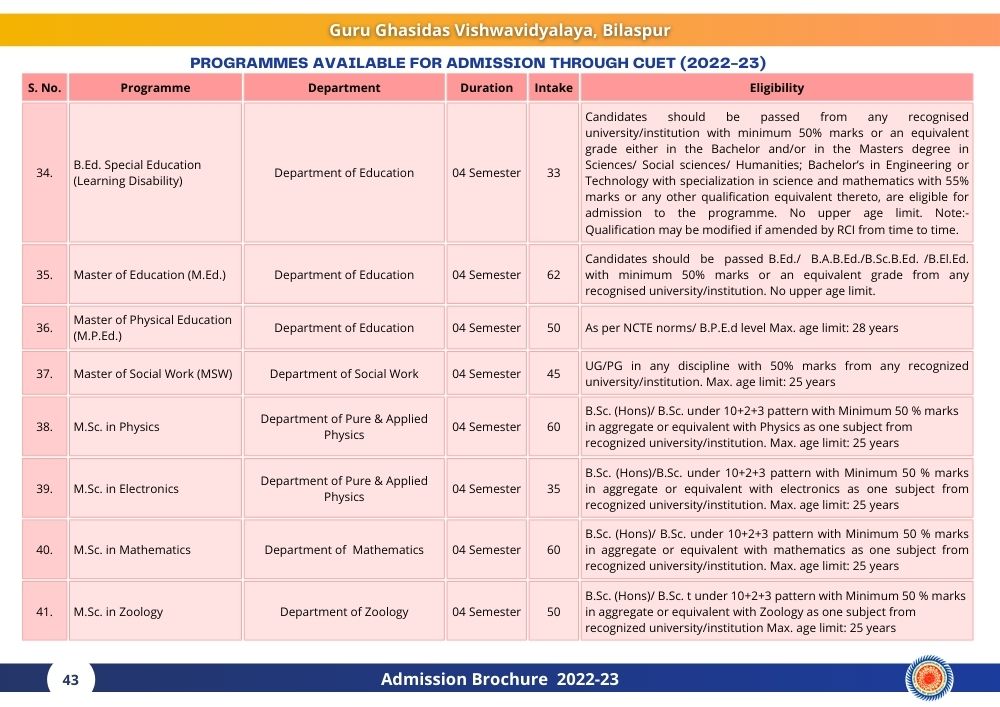 Guru Ghasidas Vishwavidyalaya, Bilaspur
PROGRAMMES AVAILABLE FOR ADMISSION THROUGH CUET (2022-23)
S. No. Programme Department Duration Intake Eligibility
Candidates should be passed from any recognised
university/institution with minimum 50% marks or an equivalent
grade either in the Bachelor and/or in the Masters degree in
34. B.Ed. Special Education
(Learning Disability) Department of Education 04 Semester 33 Sciences/ Social sciences/ Humanities; Bachelor's in Engineering or
Technology with specialization in science and mathematics with 55%
marks or any other qualification equivalent thereto, are eligible for
admission to the programme. No upper age limit. Note:-
Qualification may be modified if amended by RCI from time to time.
Candidates should be passed B.Ed./ B.A.B.Ed./B.Sc.B.Ed. /B.El.Ed.
35. Master of Education (M.Ed.) Department of Education 04 Semester 62 with minimum 50% marks or an equivalent grade from any
recognised university/institution. No upper age limit.
36. Master of Physical Education
(M.P.Ed.) Department of Education 04 Semester 50 As per NCTE norms/ B.P.E.d level Max. age limit: 28 years
37. Master of Social Work (MSW) Department of Social Work 04 Semester 45 UG/PG in any discipline with 50% marks from any recognized
university/institution. Max. age limit: 25 years
B.Sc. (Hons)/ B.Sc. under 10+2+3 pattern with Minimum 50 % marks
38. M.Sc. in Physics Department of Pure & Applied
Physics 04 Semester 60 in aggregate or equivalent with Physics as one subject from
recognized university/institution. Max. age limit: 25 years
B.Sc. (Hons)/B.Sc. under 10+2+3 pattern with Minimum 50 % marks
39. M.Sc. in Electronics Department of Pure & Applied
Physics 04 Semester 35 in aggregate or equivalent with electronics as one subject from
recognized university/institution. Max. age limit: 25 years
B.Sc. (Hons)/ B.Sc. under 10+2+3 pattern with Minimum 50 % marks
40. M.Sc. in Mathematics Department of Mathematics 04 Semester 60 in aggregate or equivalent with mathematics as one subject from
recognized university/institution. Max. age limit: 25 years
B.Sc. (Hons)/ B.Sc. t under 10+2+3 pattern with Minimum 50 % marks
41. M.Sc. in Zoology Department of Zoology 04 Semester 50 in aggregate or equivalent with Zoology as one subject from
recognized university/institution Max. age limit: 25 years
43 Admission Brochure 2022-23